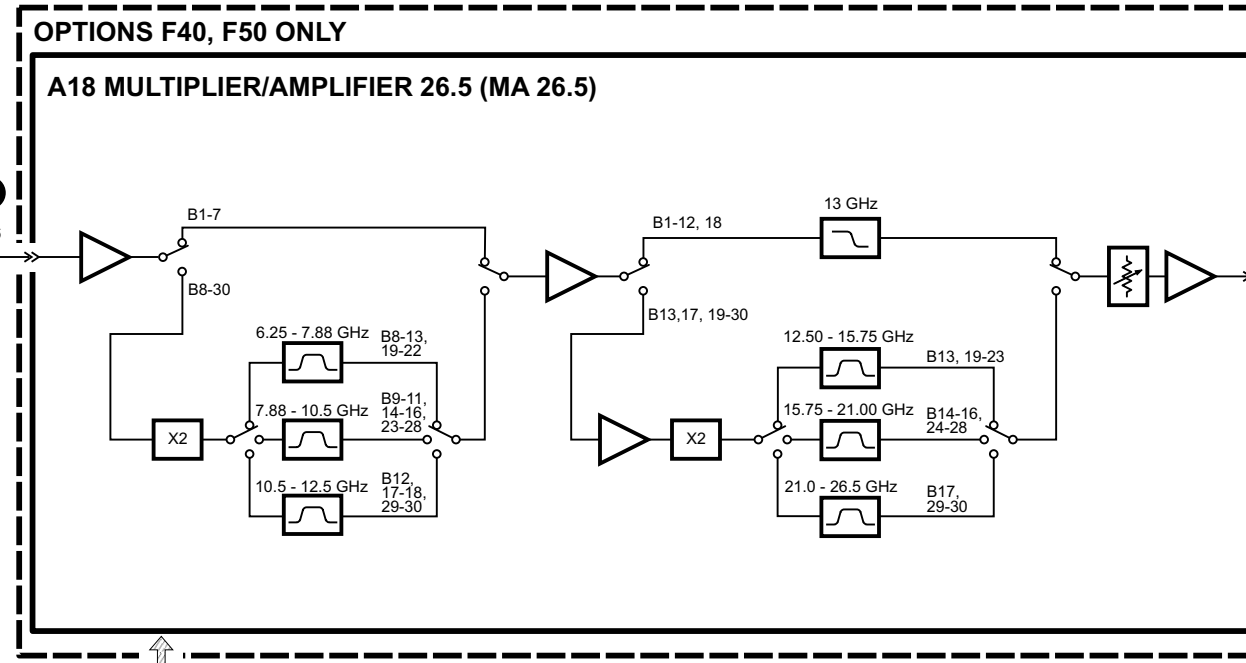 OPTIONS F40, F50 ONLY
A18 MULTIPLIER/AMPLIFIER 26.5 (MA 26.5)
B1-7
B8-30
6.25 - 7.88 GHz
B8-13,
19-22
7.88 - 10.5 GHz
B9-11,
14-16,
23-28
X2
10.5 - 12.5 GHz
B12,
17-18,
29-30
B1-12, 18
13 GHz
B13,17, 19-30
12.50 - 15.75 GHz
B13, 19-23
15.75 - 21.00 GHz
B14-16,
24-28
X2
21.0 - 26.5 GHz
B17,
29-30